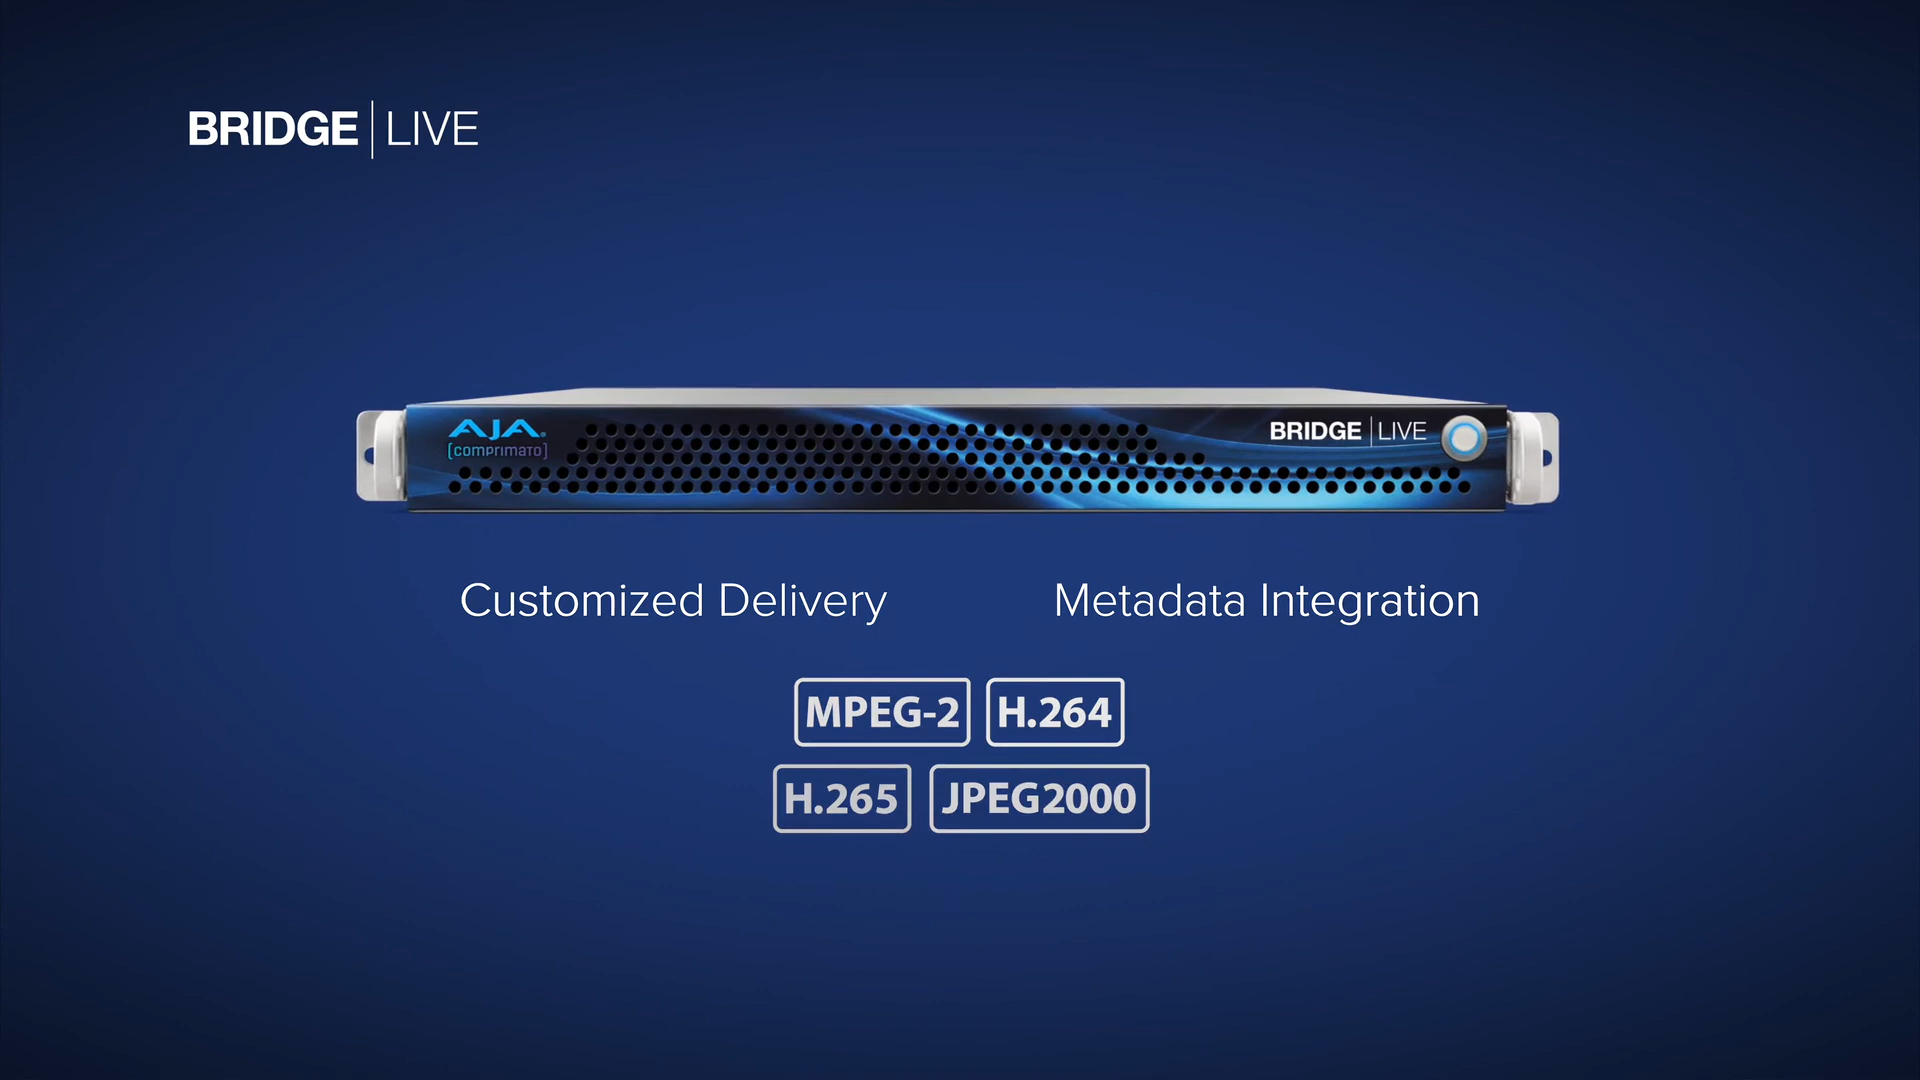 BRIDGE | LIVE
AJA
[comprimato]
BRIDGE | LIVE
Customized Delivery
Metadata Integration
MPEG-2 H.264
H.265 JPEG2000